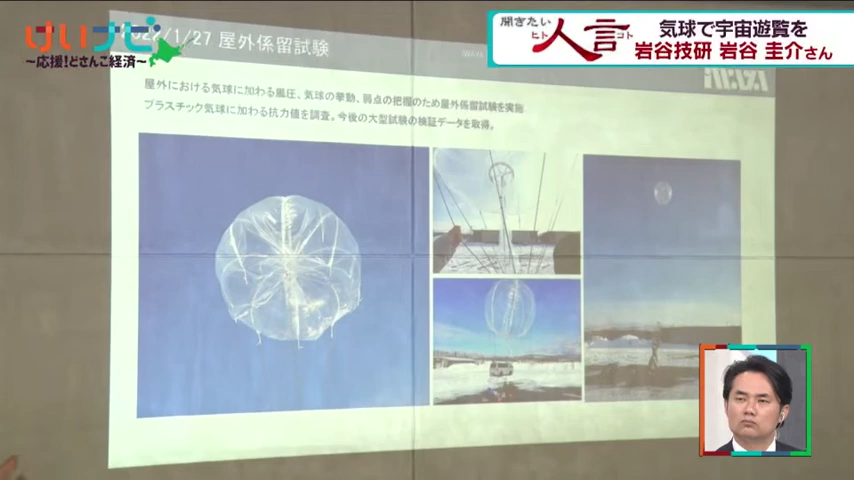 けいナビ
～応援！どさんこ経済～
2022/1/27 屋外係留試験
聞きたい
人言
ヒト
コト
気球で宇宙遊覧を
岩谷技研 岩谷 圭介さん
屋外における気球に加わる風圧、気球の挙動、弱点の把握のため屋外係留試験を実施
プラスチック気球に加わる抗力値を調査。今後の大型試験の検証データを取得。